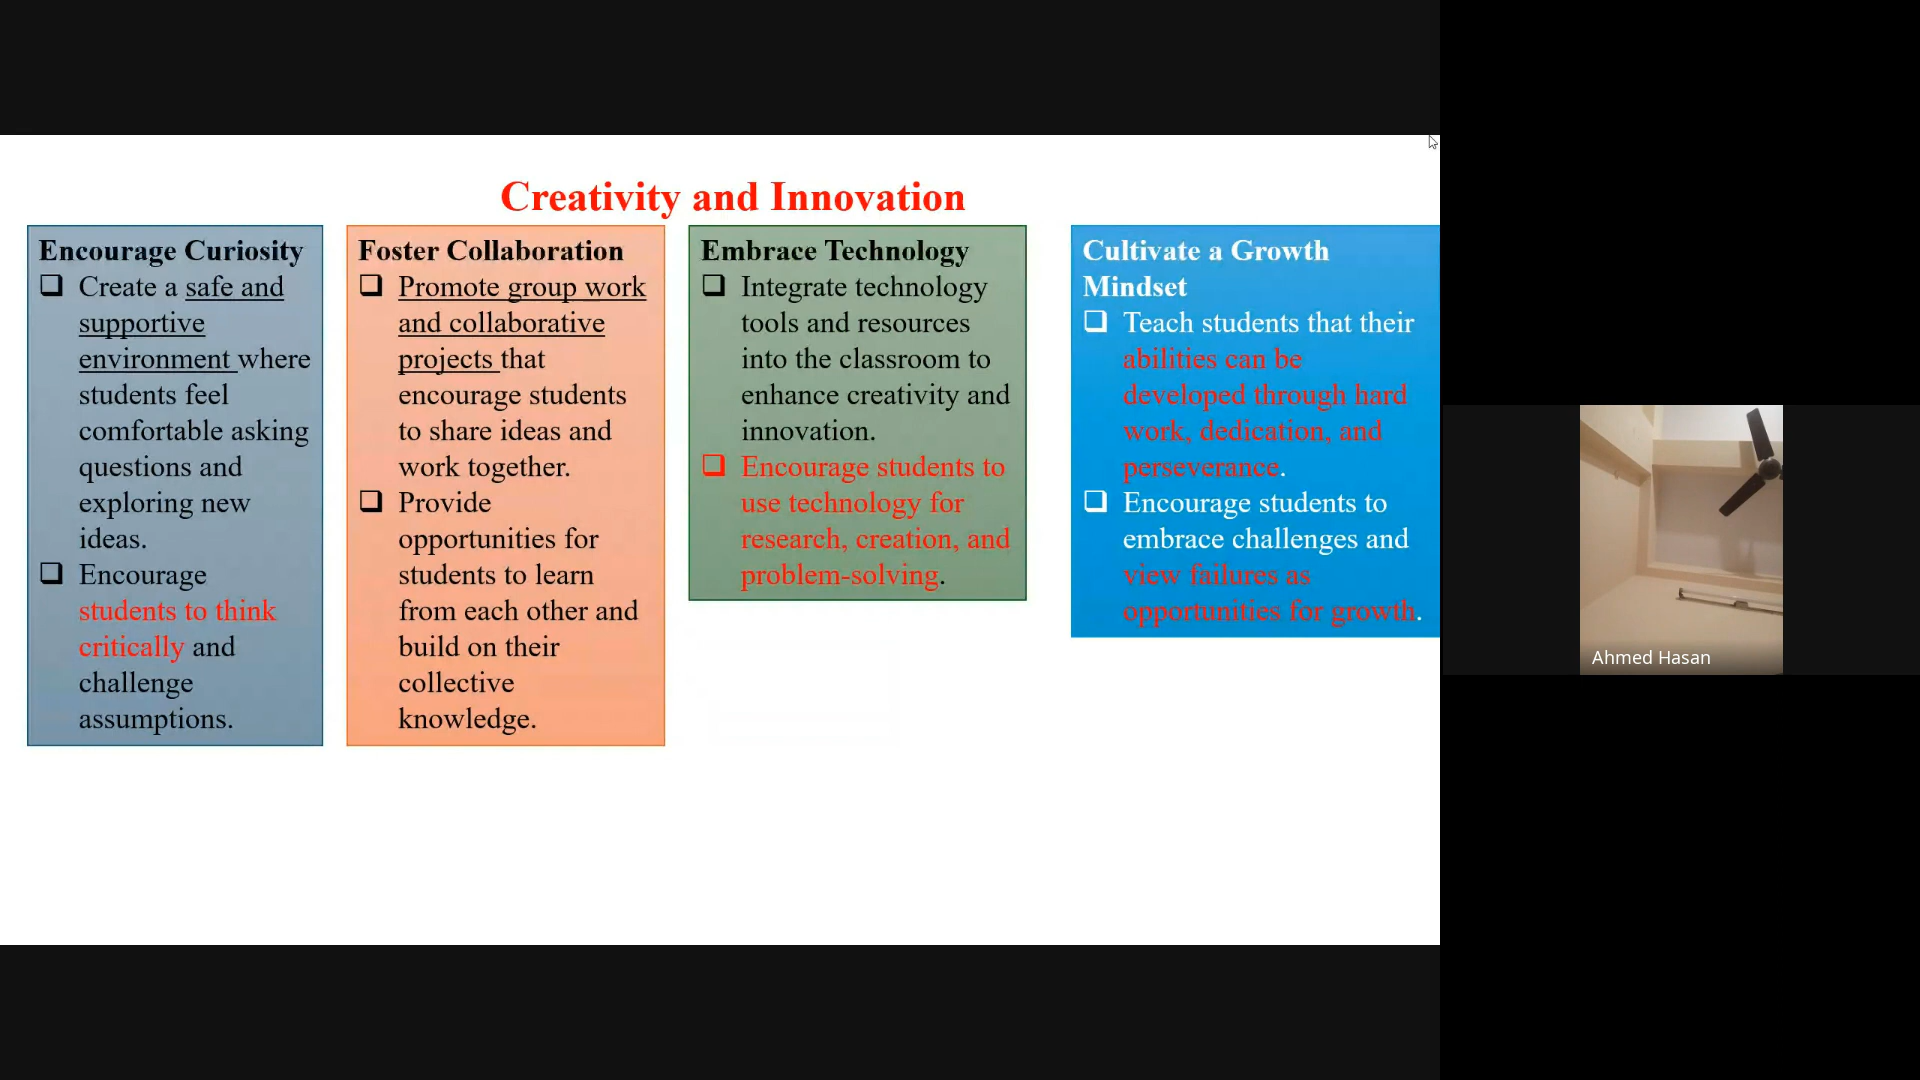 Creativity and Innovation
Encourage Curiosity
❑ Create a safe and
supportive
environment where
students feel
comfortable asking
questions and
exploring new
ideas.
❑ Encourage
students to think
critically and
challenge
assumptions.
Foster Collaboration
❑ Promote group work
and collaborative
projects that
encourage students
to share ideas and
work together.
❑ Provide
opportunities for
students to learn
from each other and
build on their
collective
knowledge.
Embrace Technology
❑ Integrate technology
tools and resources
into the classroom to
enhance creativity and
innovation.
❑ Encourage students to
use technology for
research, creation, and
problem-solving.
Cultivate a Growth
Mindset
❑ Teach students that their
abilities can be
developed through hard
work, dedication, and
perseverance.
❑ Encourage students to
embrace challenges and
view failures as
opportunities for growth.
Ahmed Hasan